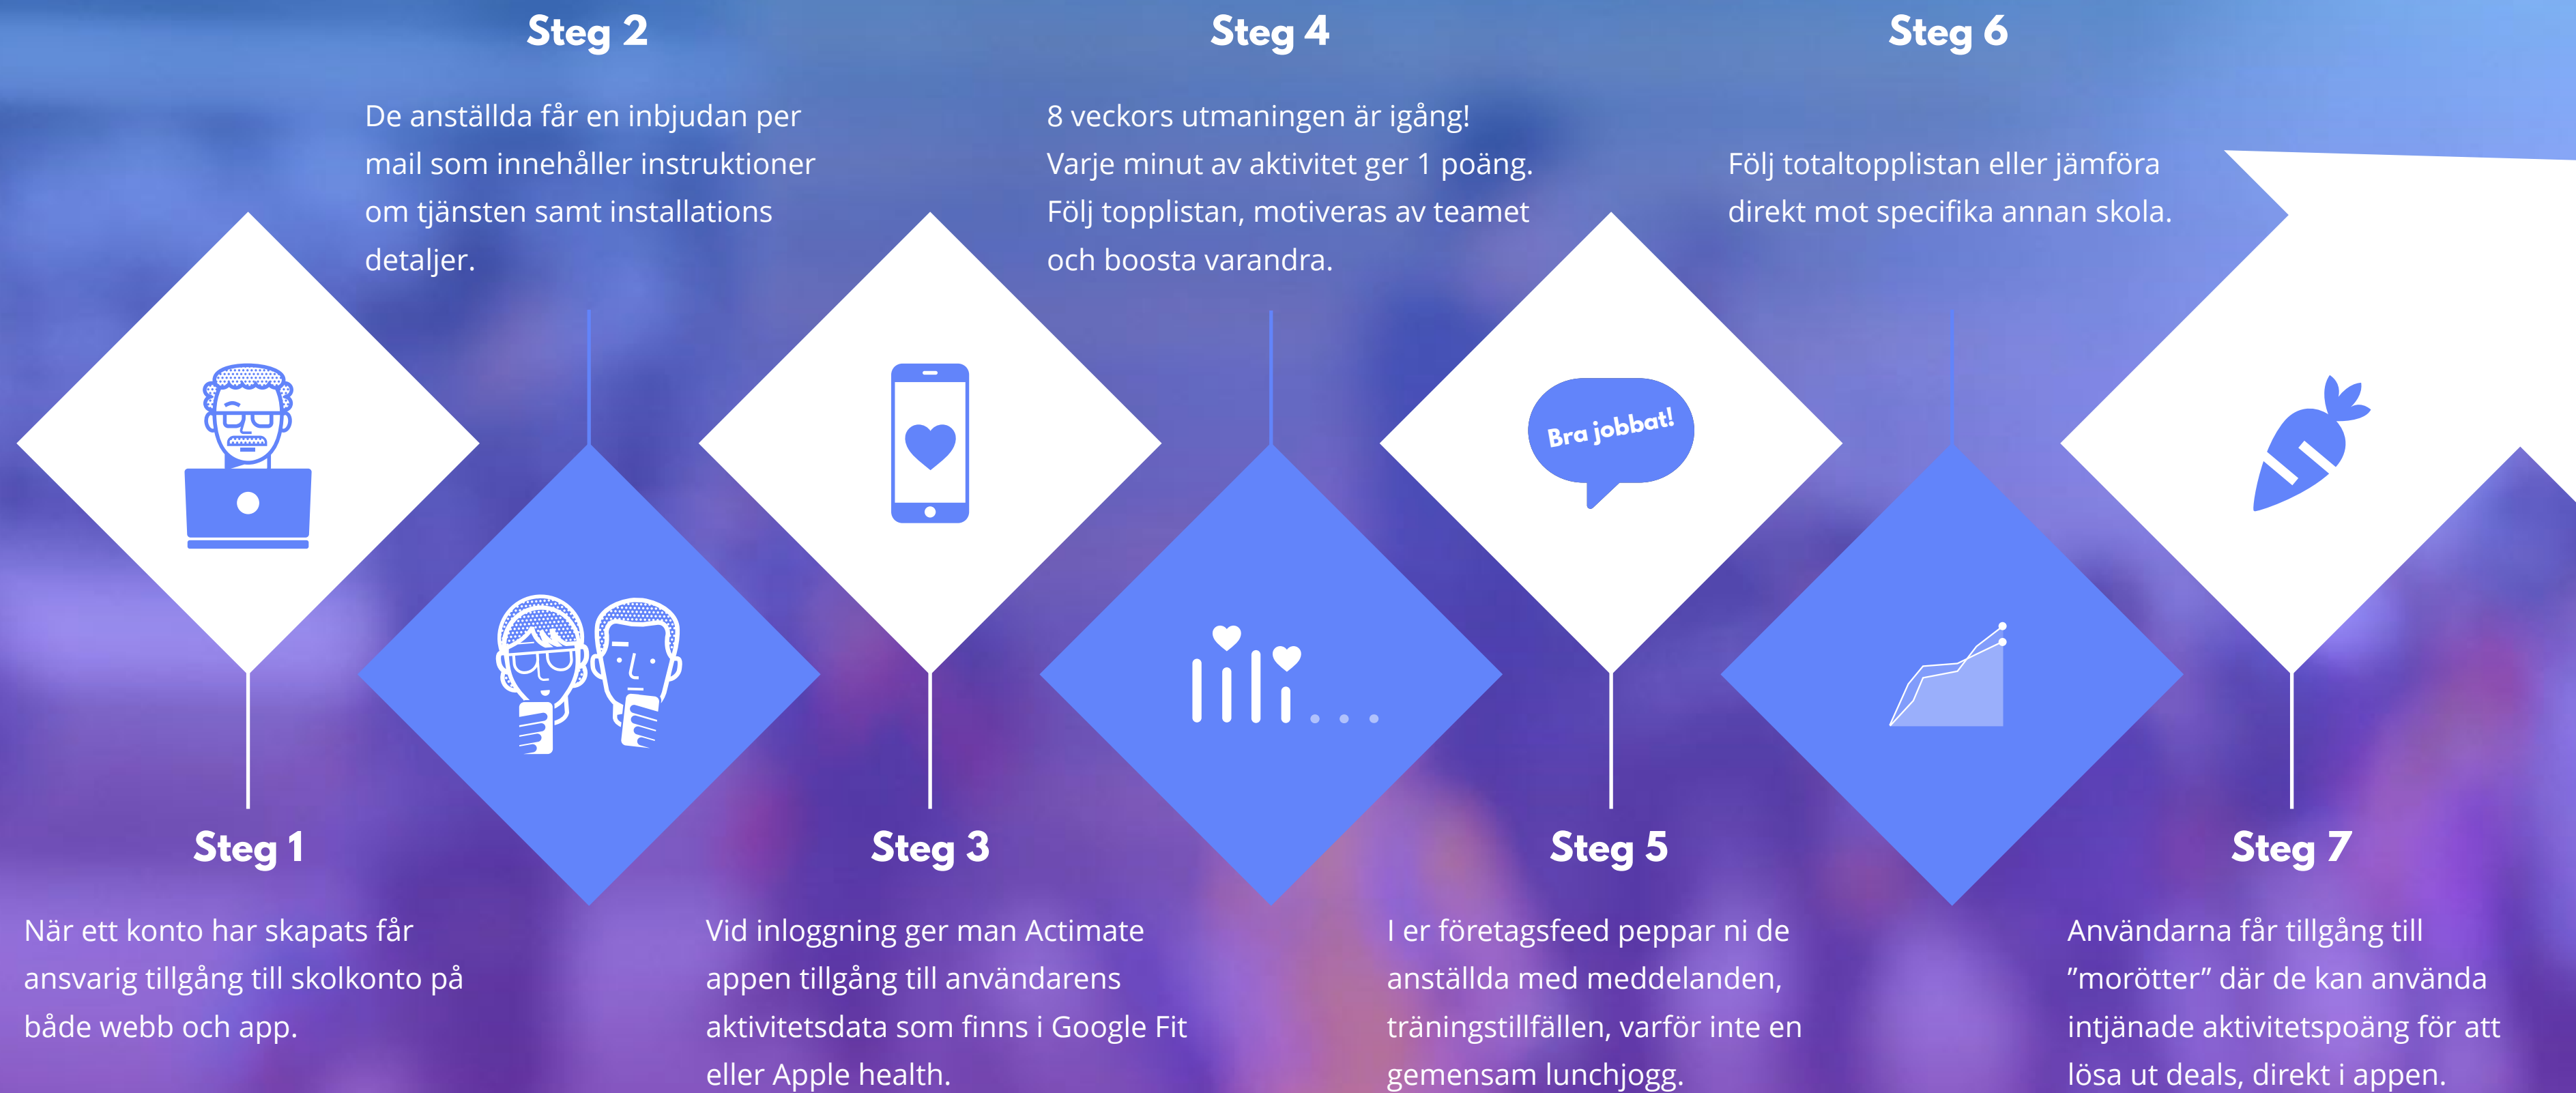 Steg 1
När ett konto har skapats får
ansvarig tillgång till skolkonto på
både webb och app.
Steg 2
De anställda får en inbjudan per
mail som innehåller instruktioner
om tjänsten samt installations
detaljer.
Steg 3
Vid inloggning ger man Actimate
appen tillgång till användarens
aktivitetsdata som finns i Google Fit
eller Apple health.
Steg 4
8 veckors utmaningen är igång!
Varje minut av aktivitet ger 1 poäng.
Följ topplistan, motiveras av teamet
och boosta varandra.
Bra jobbat!
Steg 5
I er företagsfeed peppar ni de
anställda med meddelanden,
träningstillfällen, varför inte en
gemensam lunchjogg.
Steg 6
Följ totaltopplistan eller jämföra
direkt mot specifika annan skola.
Steg 7
Användarna får tillgång till
”morötter” där de kan använda
intjänade aktivitetspoäng för att
lösa ut deals, direkt i appen.